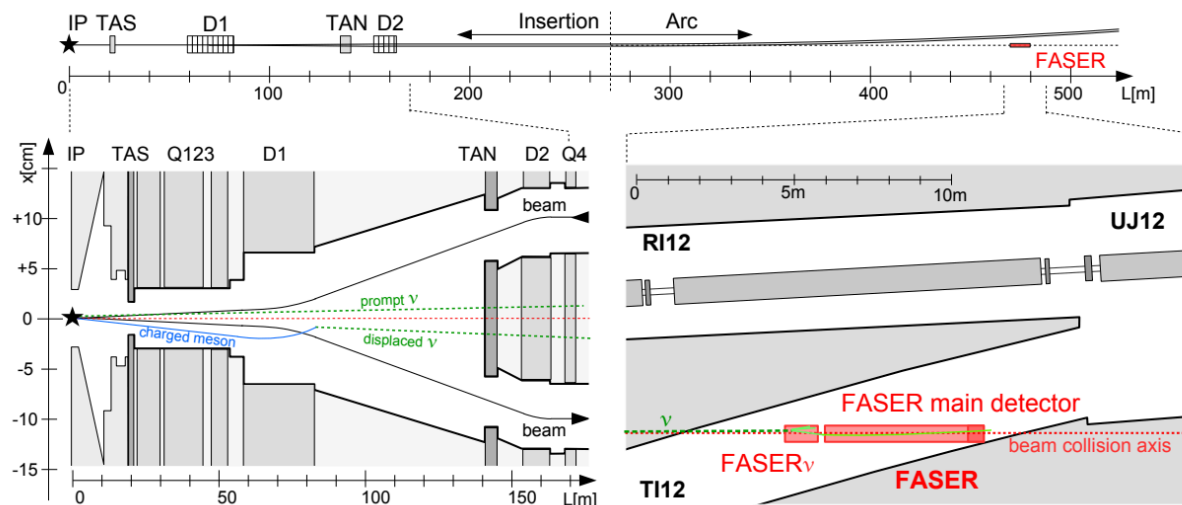 IP TAS D1 TAN D2 Insertion Arc
FASER
0 100 200 300 400 500 L[m]
x[cm]
IP TAS Q123 D1 TAN D2 Q4
+10
+5
0
-5
-10
-15
beam
prompt ν
charged meson
displaced ν
beam
0 50 100 150 L[m]
0 5m 10m
RI12
UJ12
FASER main detector
ν
beam collision axis
FASERν
FASER
TI12